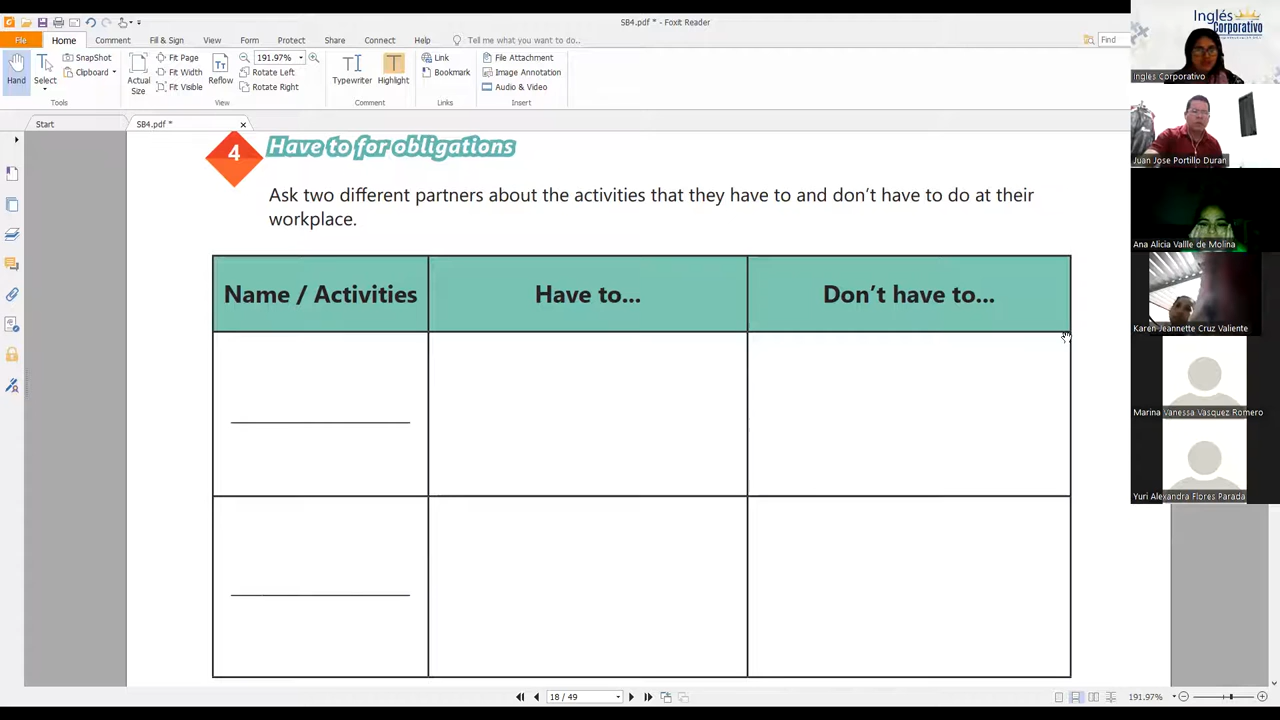 SB4.pdf * - Foxit Reader
File
Home
Comment
Fill & Sign
View
Form
Protect
Share
Connect
Help
Tell me what you want to do..
Find
Hand
Select
SnapShot
Clipboard
Tools
Actual
Size
Fit Page
Fit Width
Fit Visible
Reflow
191.97%
Rotate Left
Rotate Right
View
Typewriter
Highlight
Comment
Link
Bookmark
Links
File Attachment
Image Annotation
Audio & Video
Insert
Start
SB4.pdf *
4
Have to for obligations
Ask two different partners about the activities that they have to and don't have to do at their
workplace.
Name / Activities
Have to...
Don't have to...
18 / 49
191.97%
Inglés
Corporativo
Ingles Corporativo
Juan Jose Portillo Duran
Ana Alicia Vallle de Molina
Karen Jeannette Cruz Valiente
Marina Vanessa Vasquez Romero
Yuri Alexandra Flores Parada